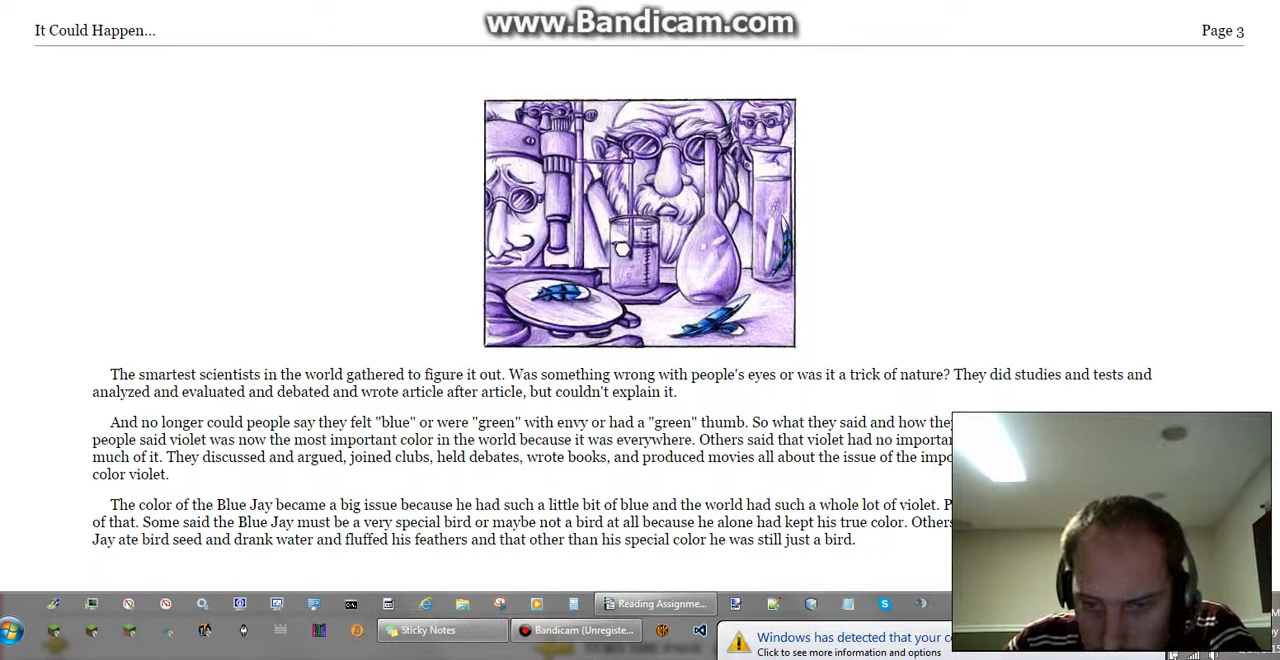 www.Bandicam.com
It Could Happen... Page 3
The smartest scientists in the world gathered to figure it out. Was something wrong with people's eyes or was it a trick of nature? They did studies and tests and
analyzed and evaluated and debated and wrote article after article, but couldn't explain it.
And no longer could people say they felt "blue" or were "green" with envy or had a "green" thumb. So what they said and how they
people said violet was now the most important color in the world because it was everywhere. Others said that violet had no
much of it. They discussed and argued, joined clubs, held debates, wrote books, and produced movies all about the issue of the
color violet.
The color of the Blue Jay became a big issue because he had such a little bit of blue and the world had such a whole lot of violet.
of that. Some said the Blue Jay must be a very special bird or maybe not a bird at all because he alone had kept his true color. Others
Jay ate bird seed and drank water and fluffed his feathers and that other than his special color he was still just a bird.
Reading Assignme...
Sticky Notes
Bandicam (Unregiste...
Windows has detected that your
Click to see more information and options